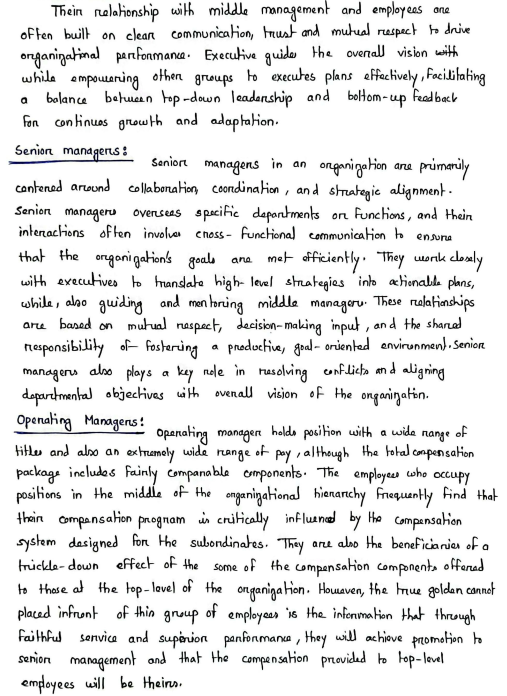 Their relationship with middle management and employees are
often built on clear communication, trust and mutual respect to drive
organizational performance. Executive guides the overall vision with
while empowering other groups to executes plans effectively, facilitating
a balance between top-down leadership and bottom-up feedback
for continues growth and adaptation.
Senior managers:
Senior managers in an organization are primarily
centered around collaboration, coordination, and strategic alignment.
Senior managers oversees specific departments or functions, and their
interactions often involves cross-functional communication to ensure
that the organization's goals are met efficiently. They work closely
with executives to translate high-level strategies into actionable plans,
while, also guiding and mentoring middle managers. These relationships
are based on mutual respect, decision-making input, and the shared
responsibility of fostering a productive, goal-oriented environment. Senior
managers also plays a key role in resolving conflicts and aligning
departmental objectives with overall vision of the organization.
Operating Managers:
Operating manager holds position with a wide range of
titles and also an extremely wide range of pay, although the total compensation
package includes fairly comparable components. The employees who occupy
positions in the middle of the organizational hierarchy frequently find that
their compensation program is critically influenced by the compensation
system designed for the subordinates. They are also the beneficiaries of a
truckle-down effect of the some of the compensation components offered
to those at the top-level of the organization. However, the true golden carrot
placed infront of this group of employees is the information that through
faithful service and superior performance, they will achieve promotion to
senior management and that the compensation provided to top-level
employees will be theirs.